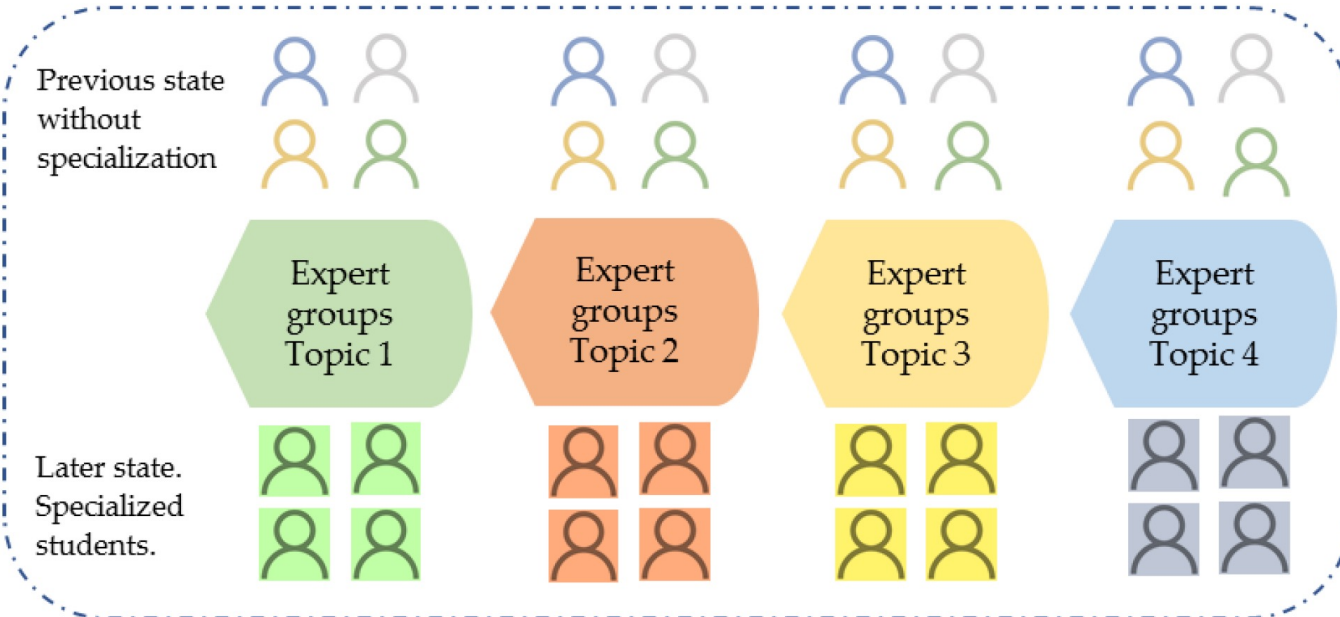 Previous state
without
specialization
Expert
groups
Topic 1
Expert
groups
Topic 2
Expert
groups
Topic 3
Expert
groups
Topic 4
Later state.
Specialized
students.